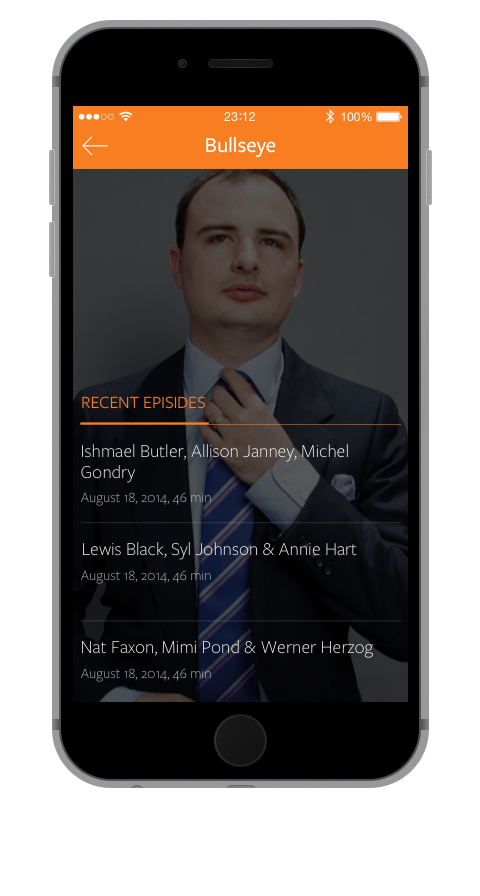 23:12
100%
Bullseye
RECENT EPISIDES
Ishmael Butler, Allison Janney, Michel
Gondry
August 18, 2014, 46 min
Lewis Black, Syl Johnson & Annie Hart
August 18, 2014, 46 min
Nat Faxon, Mimi Pond & Werner Herzog
August 18, 2014, 46 min